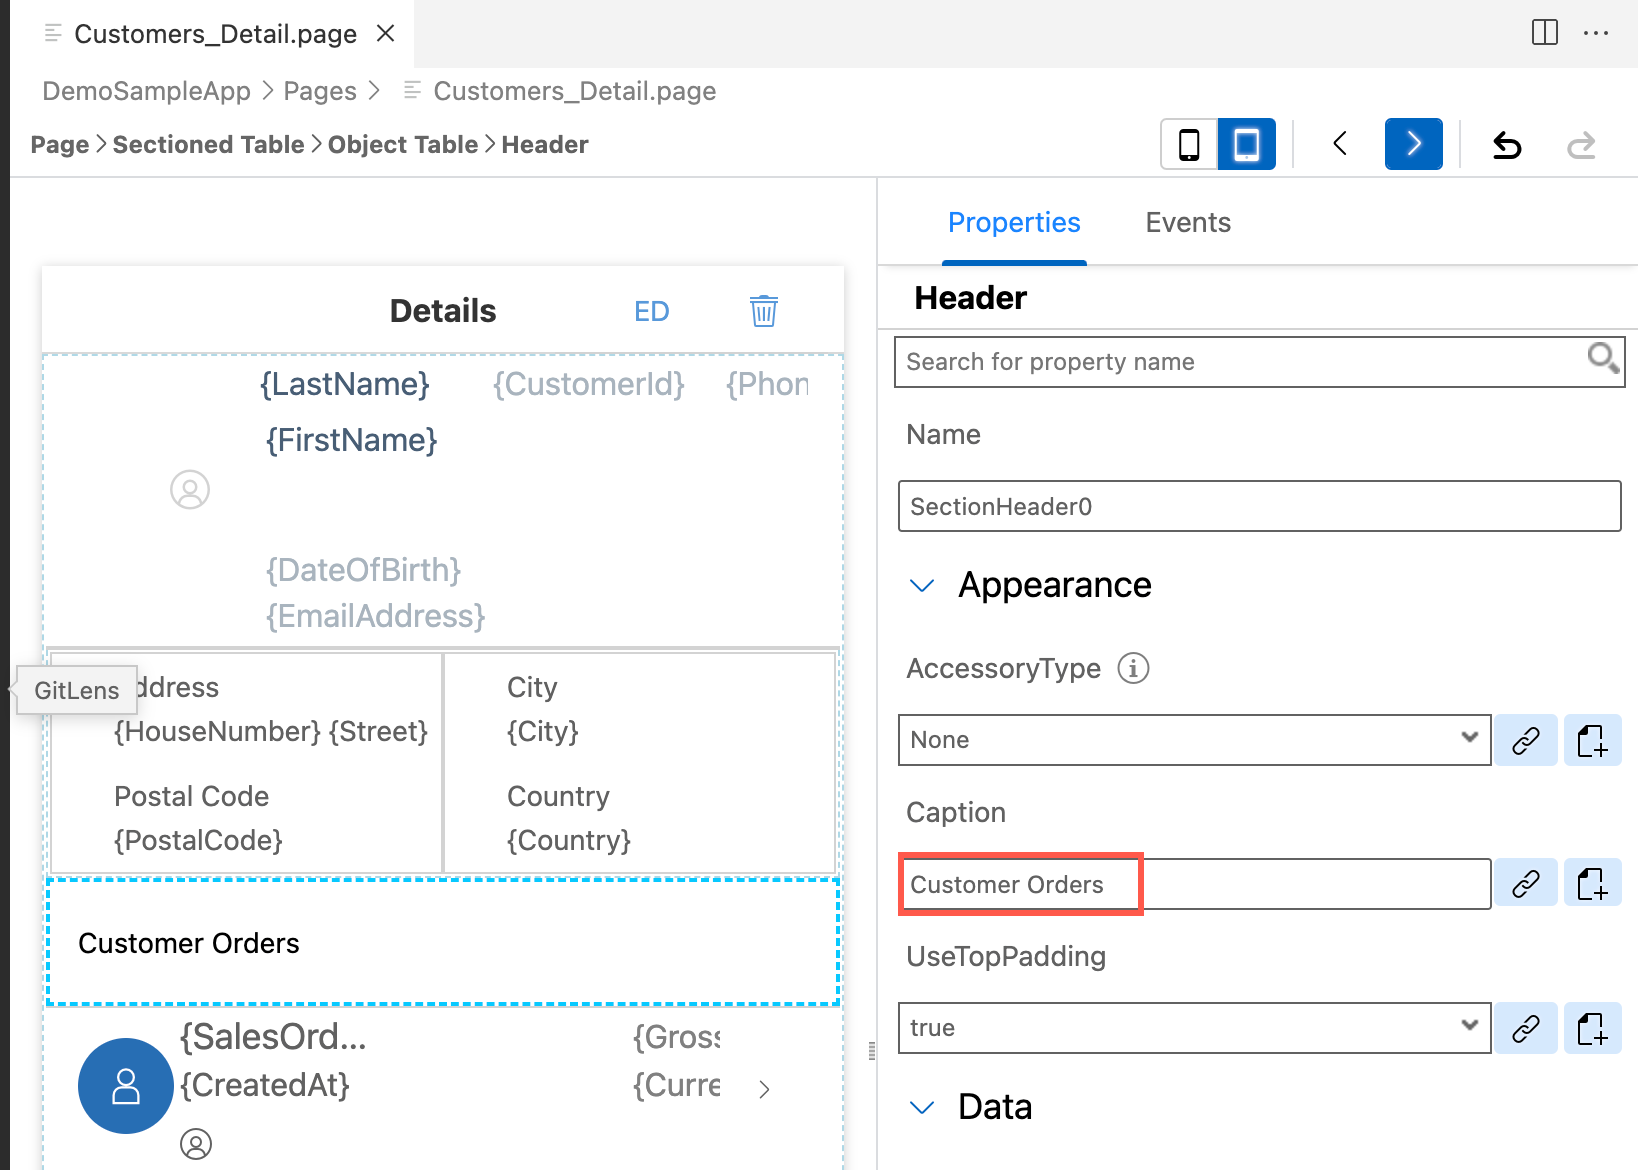 Customers_Detail.page
DemoSampleApp > Pages > Customers_Detail.page
Page > Sectioned Table > Object Table > Header
Details ED
{LastName} {CustomerId} {Phon
{FirstName}
{DateOfBirth}
{EmailAddress}
GitLens
ddress
{HouseNumber} {Street}
City
{City}
Postal Code
{PostalCode}
Country
{Country}
Customer Orders
{SalesOrd... {Gross
{CreatedAt} {Curre
Properties Events
Header
Search for property name
Name
SectionHeader0
Appearance
AccessoryType
None
Caption
Customer Orders
UseTopPadding
true
Data